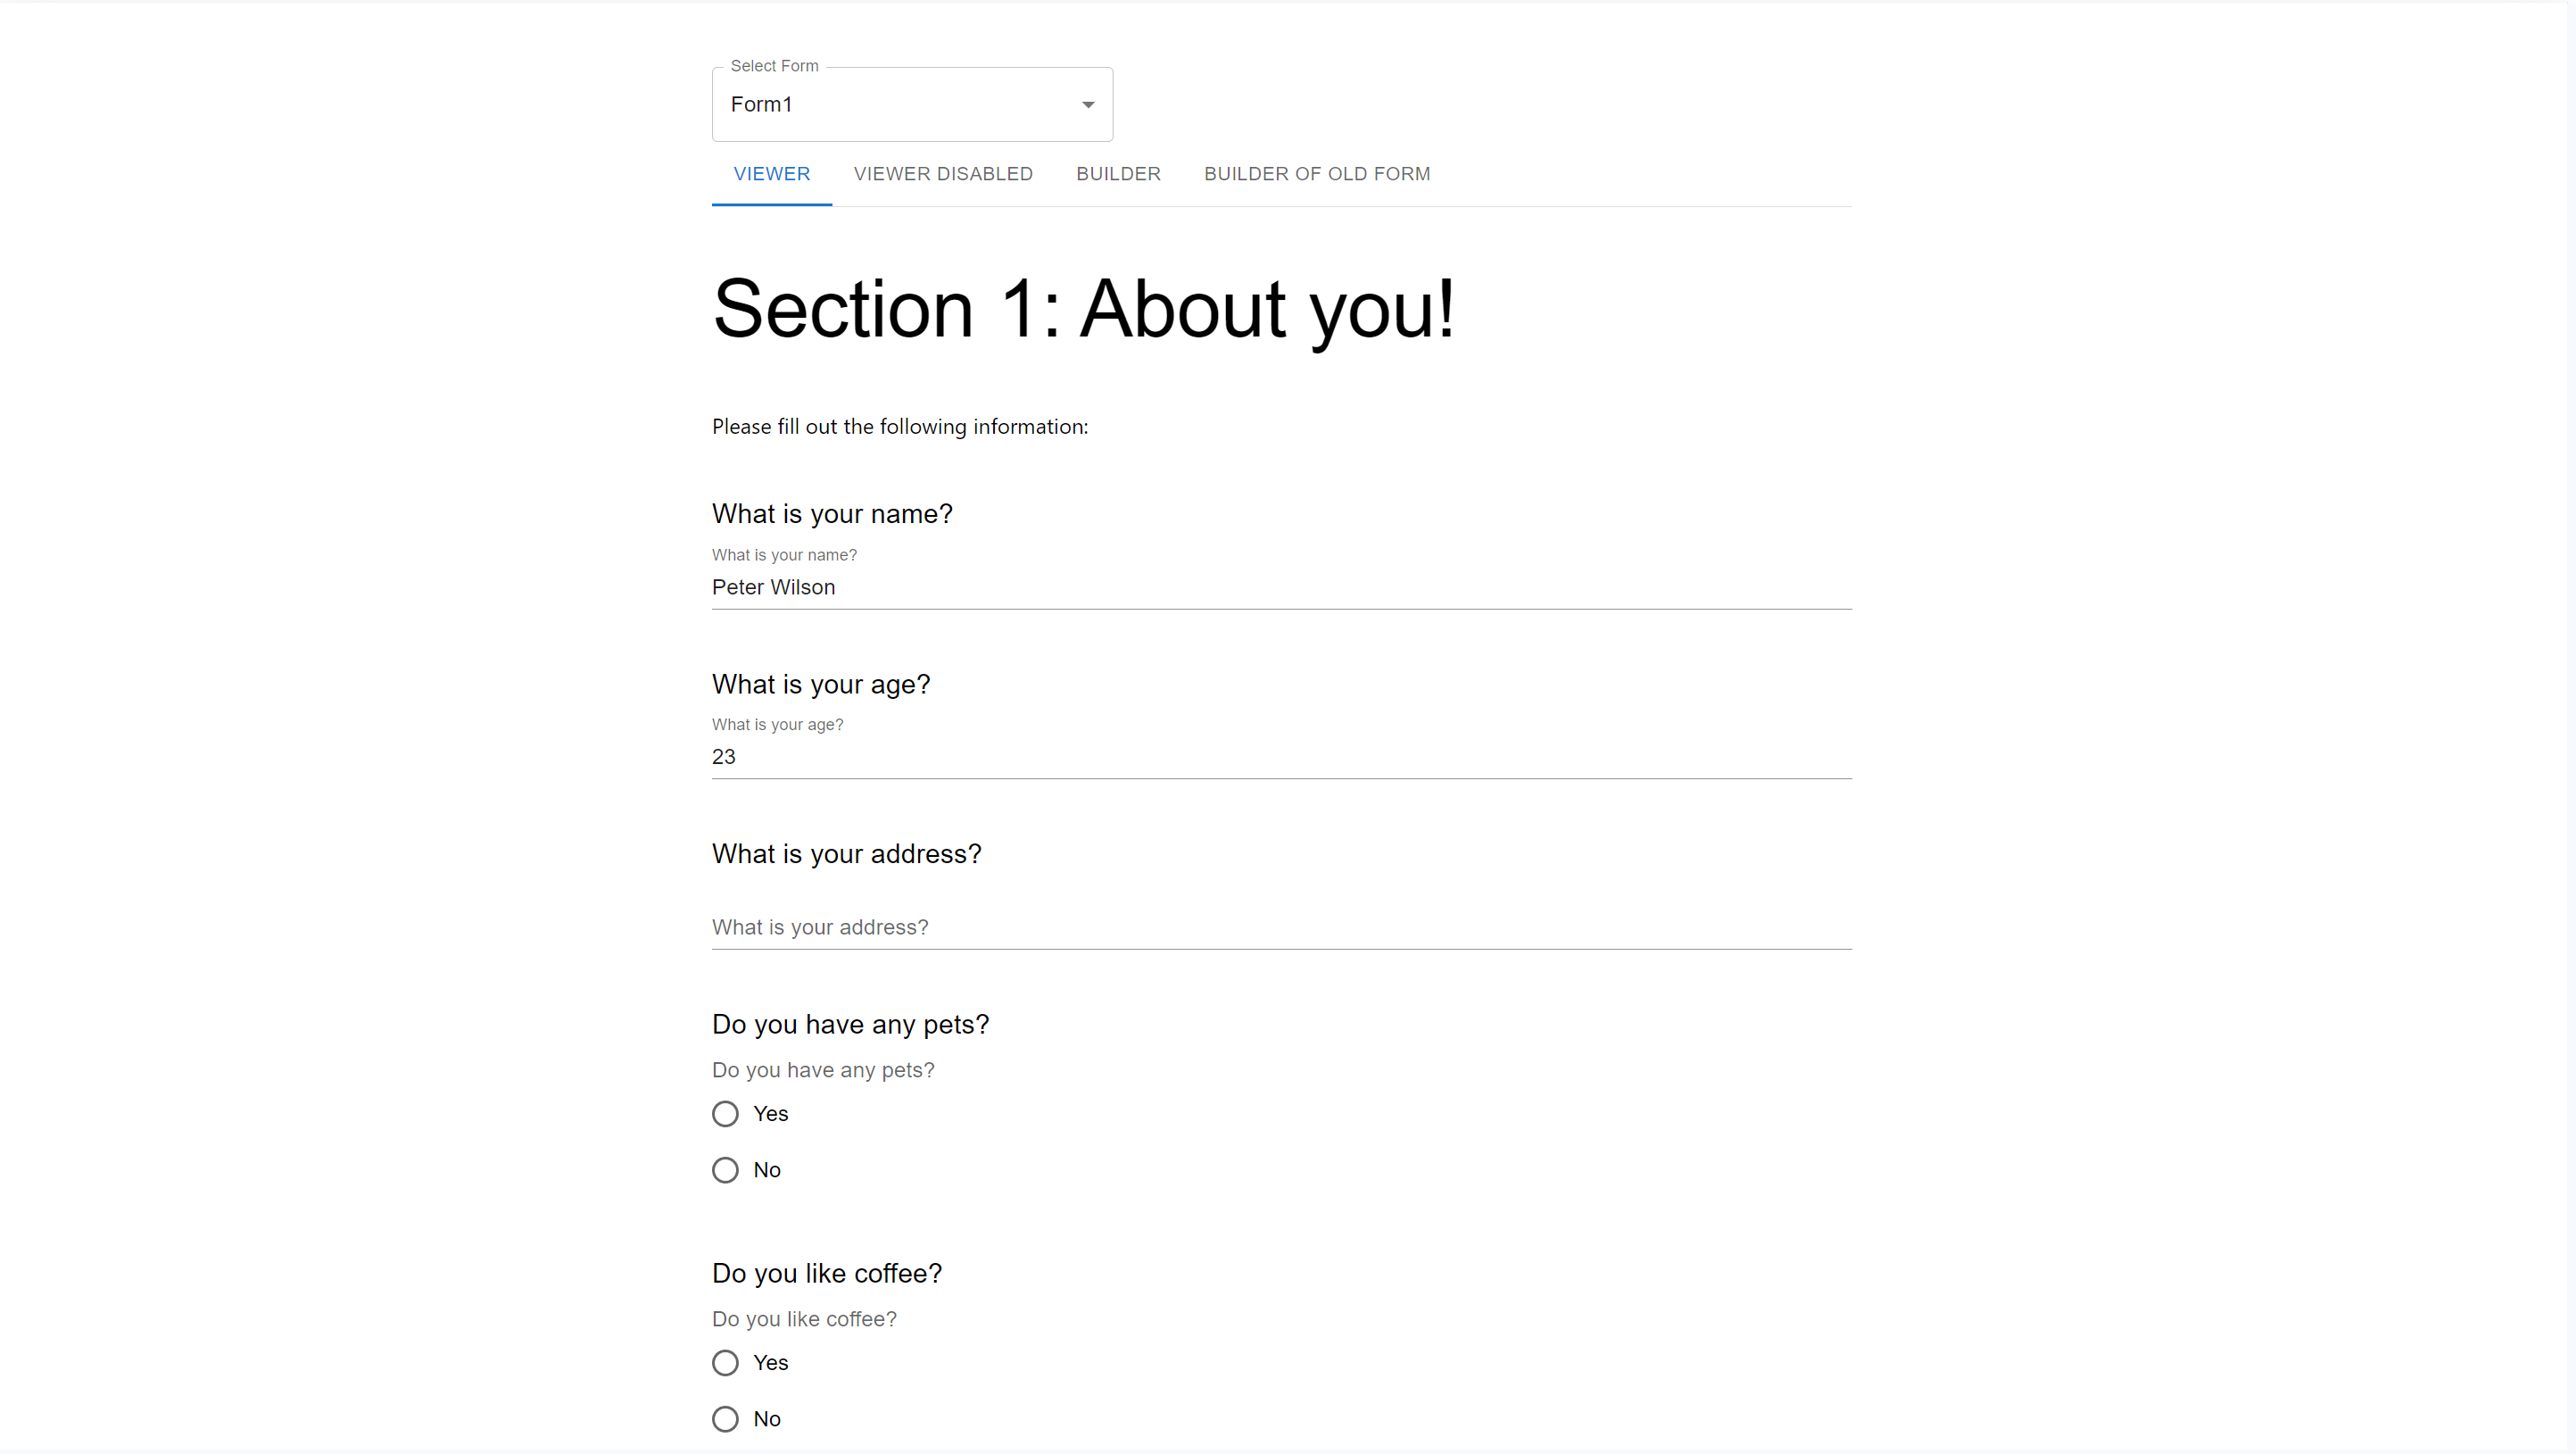 Select Form
Form1
VIEWER VIEWER DISABLED BUILDER BUILDER OF OLD FORM
Section 1: About you!
Please fill out the following information:
What is your name?
What is your name?
Peter Wilson
What is your age?
What is your age?
23
What is your address?
What is your address?
Do you have any pets?
Do you have any pets?
Yes
No
Do you like coffee?
Do you like coffee?
Yes
No